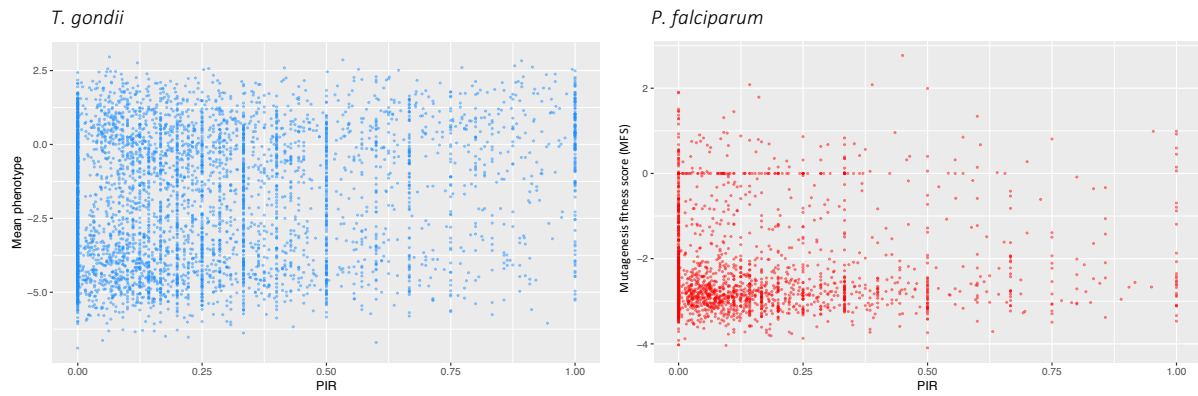 T. gondii
P. falciparum
Mean phenotype
2.5
0.0
−2.5
−5.0
0.00 0.25 0.50 0.75 1.00
PIR
Mutagenesis fitness score (MFS)
2
0
−2
−4
0.00 0.25 0.50 0.75 1.00
PIR